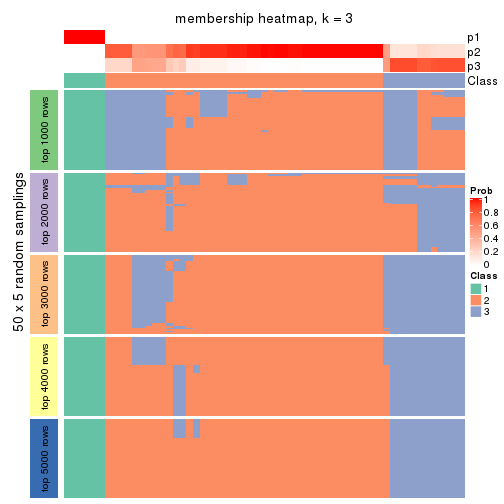 membership heatmap, k = 3
p1
p2
p3
Class
50 x 5 random samplings
top 1000 rows
top 2000 rows
top 3000 rows
top 4000 rows
top 5000 rows
Prob
1
0.8
0.6
0.4
0.2
0
Class
1
2
3